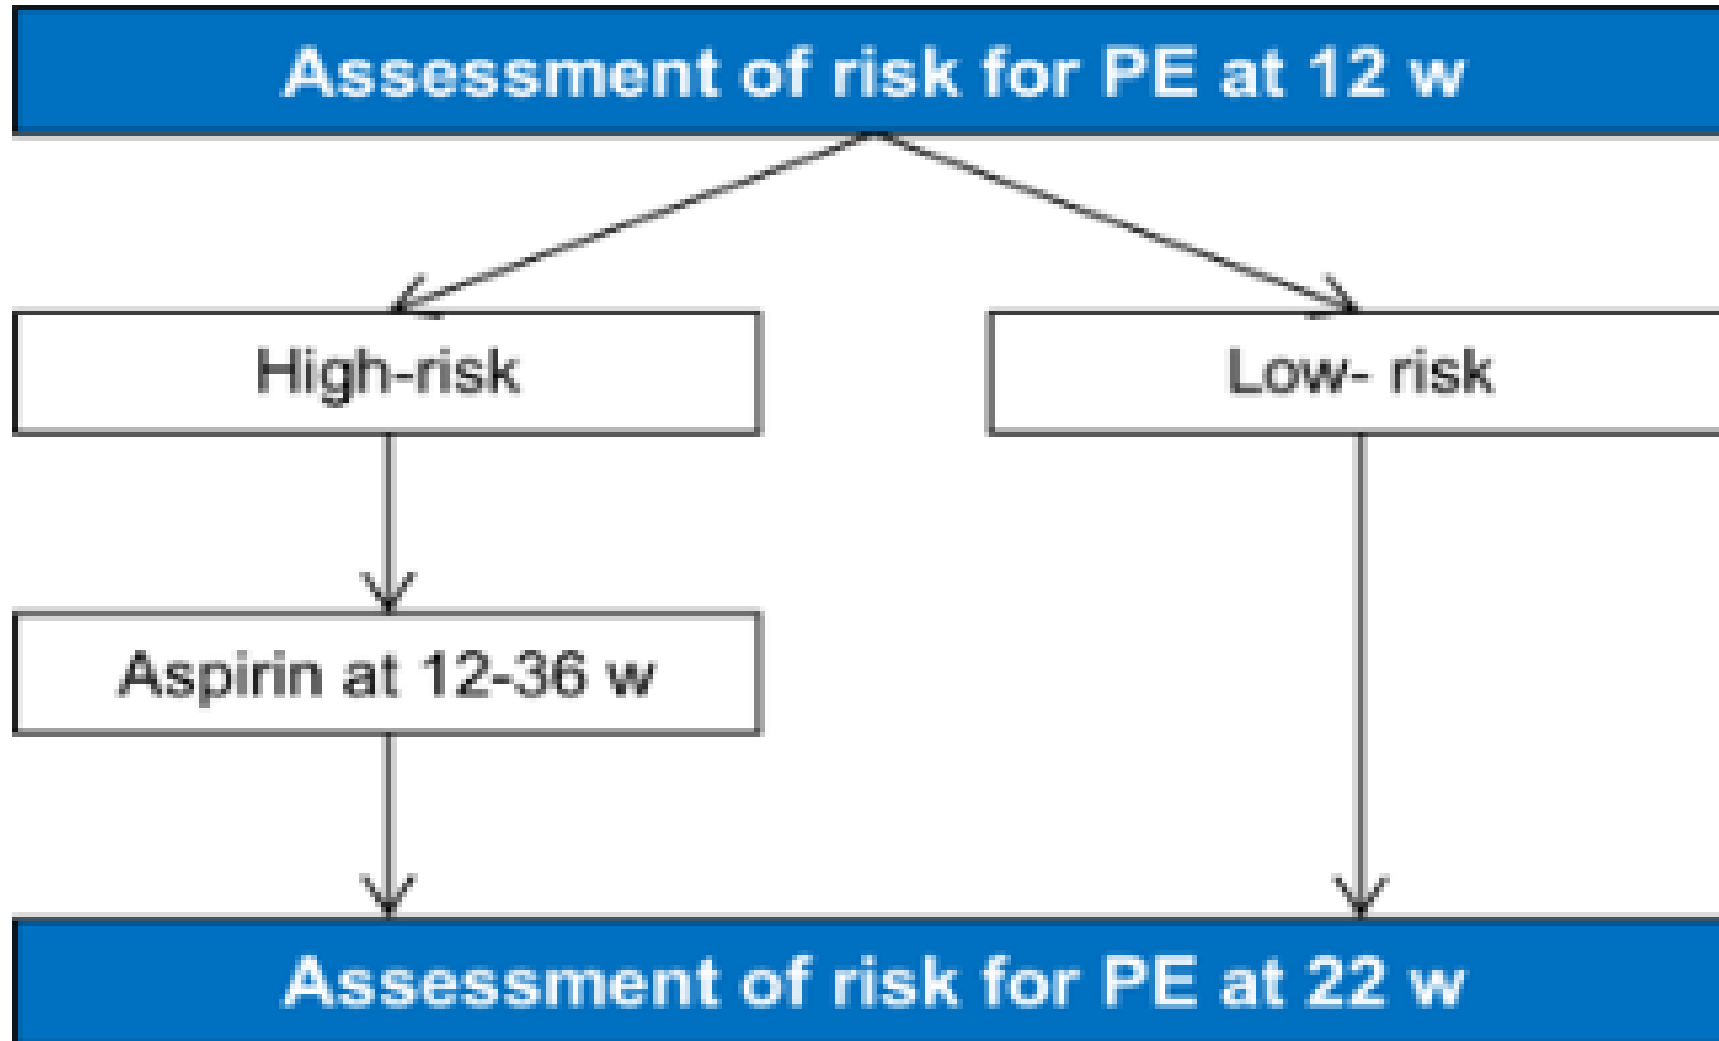 Assessment of risk for PE at 12 w
High-risk
Low- risk
Aspirin at 12-36 w
Assessment of risk for PE at 22 w